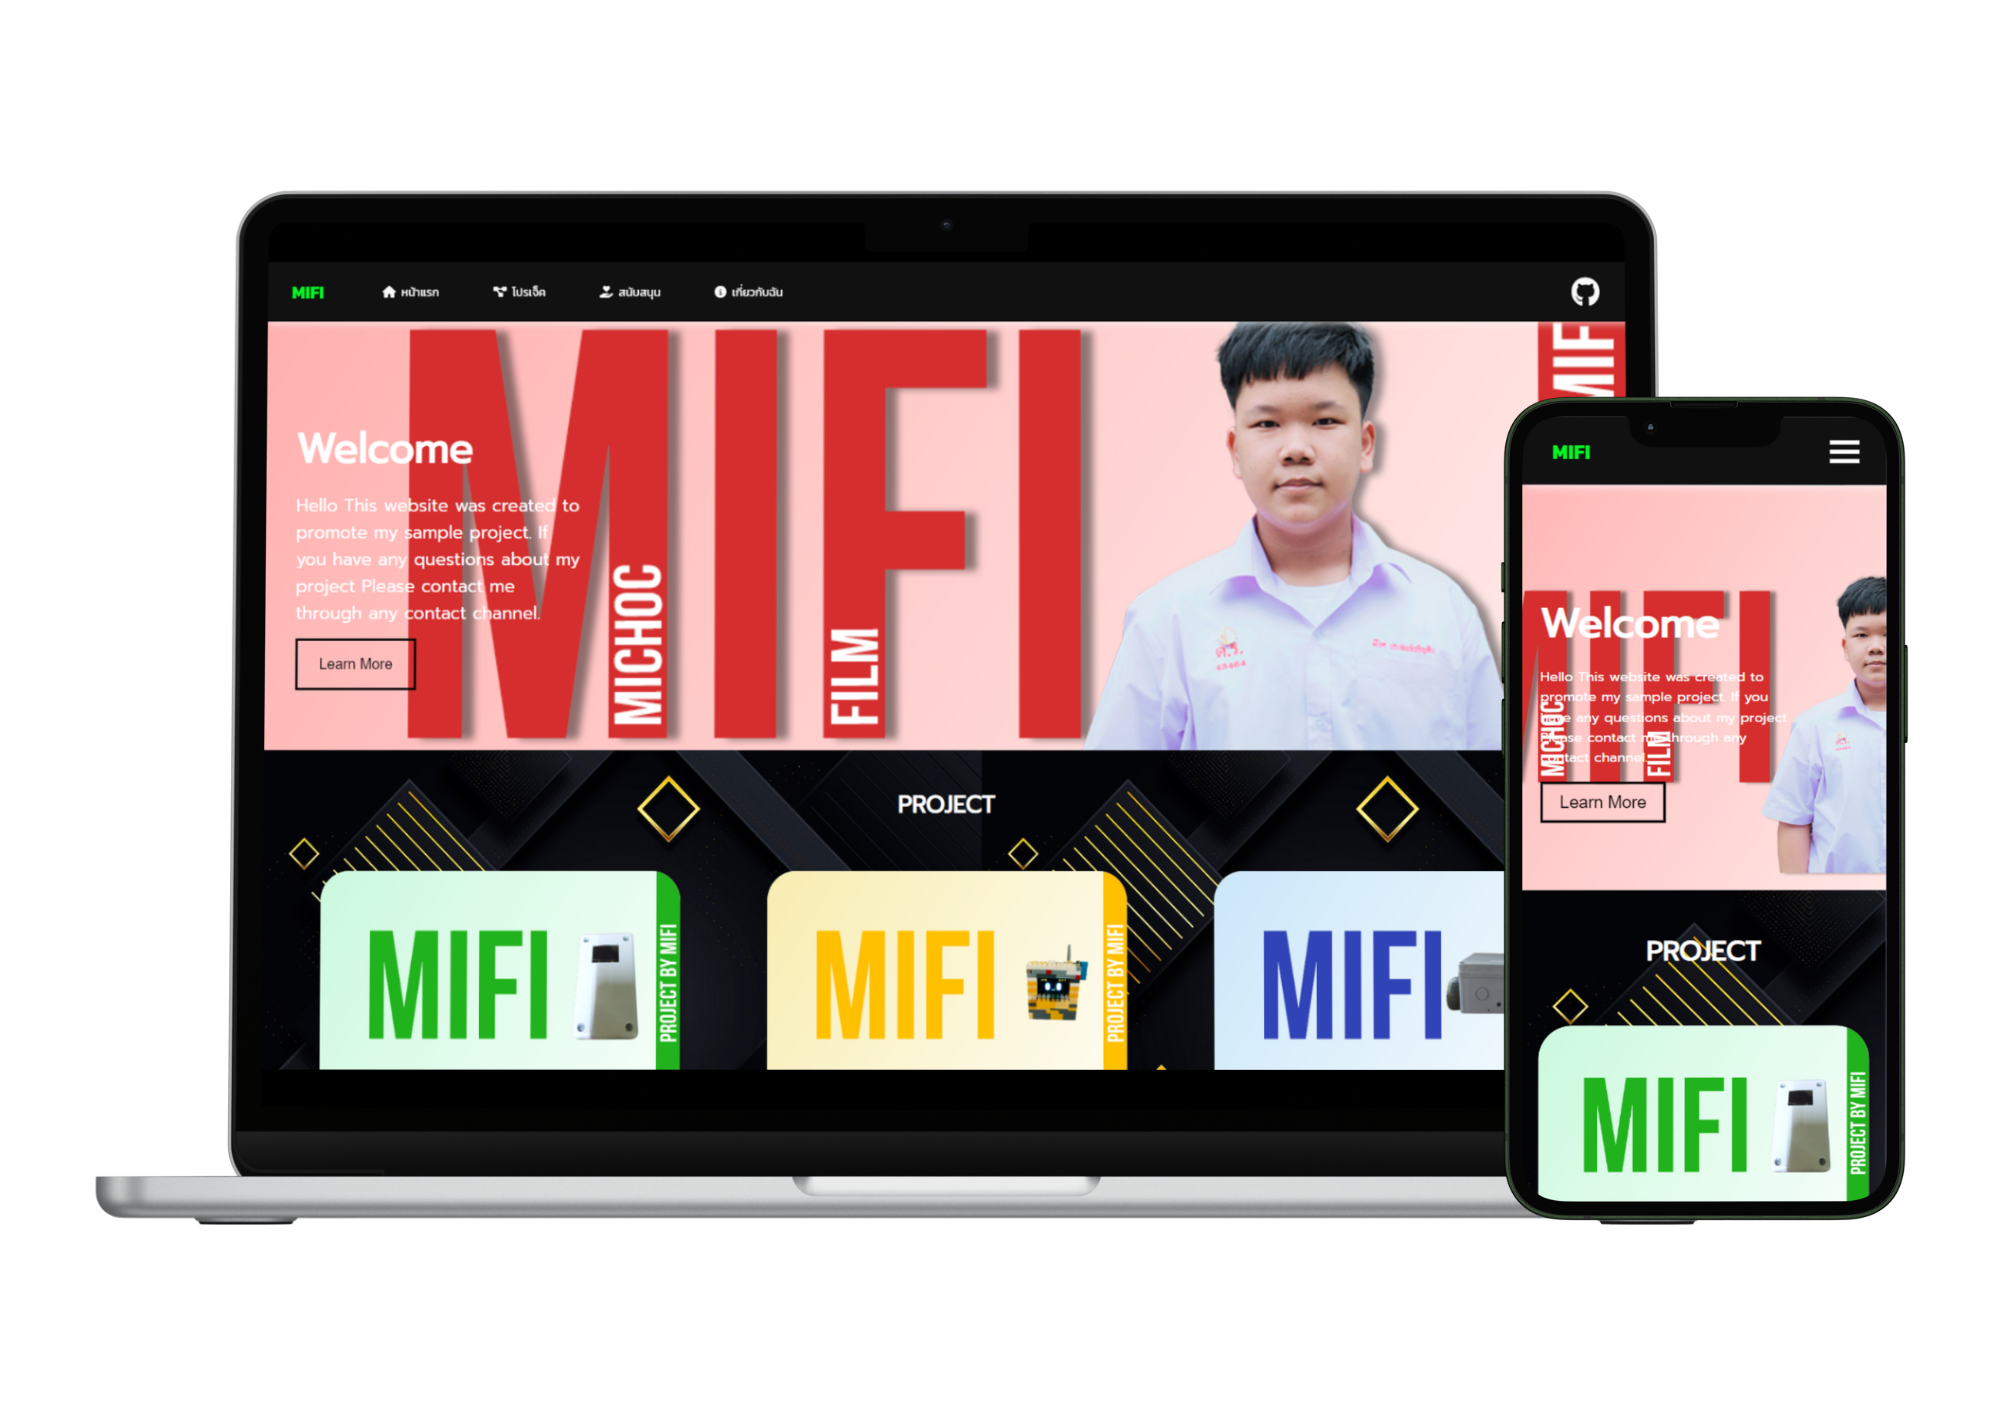 MIFI
หน้าแรก
โปรเจ็ค
สนับสนุน
เกี่ยวกับฉัน
MIFI
MICHOC
FILM
MIF
Welcome
Hello This website was created to
promote my sample project. If
you have any questions about my
project Please contact me
through any contact channel.
Learn More
PROJECT
MIFI
PROJECT BY MIFI
MIFI
PROJECT BY MIFI
MIFI
MIFI
MIFI
MICHOC
FILM
Welcome
Hello This website was created to
promote my sample project. If you
have any questions about my project
Please contact me through any
contact channel.
Learn More
PROJECT
MIFI
PROJECT BY MIFI